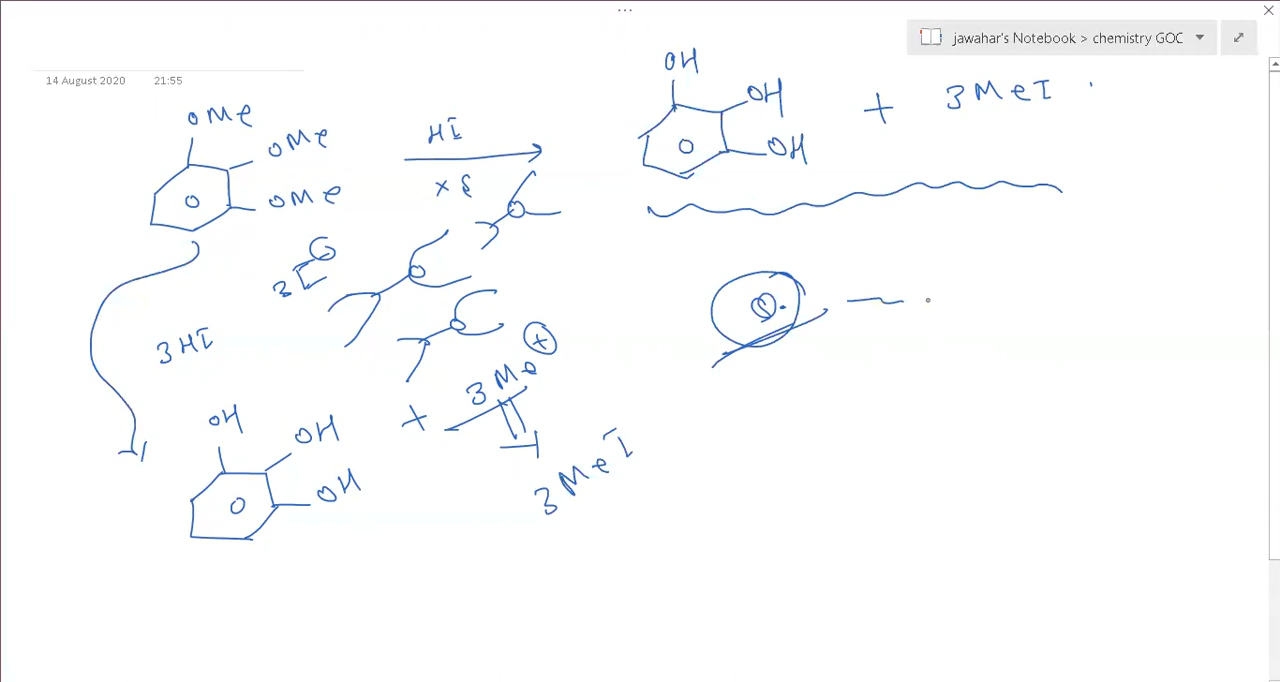 jawahar's Notebook > chemistry GOC
14 August 2020 21:55
OMe
OMe
OMe
HI
OH
OH
OH
+ 3MeI
3HI
3Me +
3MeI
OH
OH
OH
+